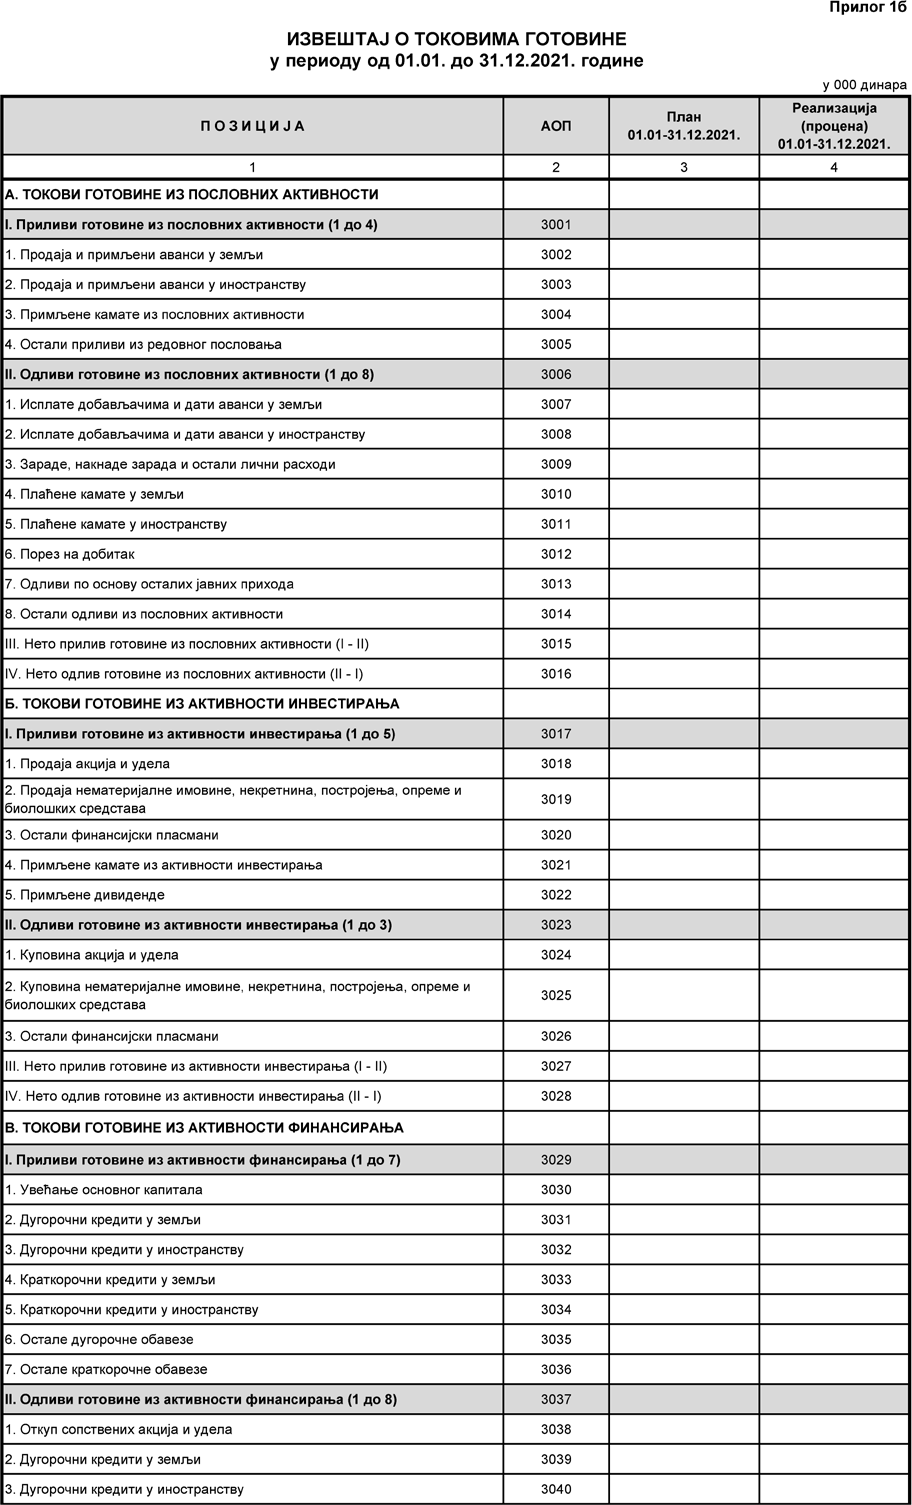 Прилог 1б
ИЗВЕШТАЈ О ТОКОВИМА ГОТОВИНЕ
у периоду од 01.01. до 31.12.2021. године
у 000 динара
П О З И Ц И Ј А АОП План 01.01-31.12.2021. Реализација (процена) 01.01-31.12.2021.
1 2 3 4
А. ТОКОВИ ГОТОВИНЕ ИЗ ПОСЛОВНИХ АКТИВНОСТИ
I. Приливи готовине из пословних активности (1 до 4) 3001
1. Продаја и примљени аванси у земљи 3002
2. Продаја и примљени аванси у иностранству 3003
3. Примљене камате из пословних активности 3004
4. Остали приливи из редовног пословања 3005
II. Одливи готовине из пословних активности (1 до 8) 3006
1. Исплате добављачима и дати аванси у земљи 3007
2. Исплате добављачима и дати аванси у иностранству 3008
3. Зараде, накнаде зарада и остали лични расходи 3009
4. Плаћене камате у земљи 3010
5. Плаћене камате у иностранству 3011
6. Порез на добитак 3012
7. Одливи по основу осталих јавних прихода 3013
8. Остали одливи из пословних активности 3014
III. Нето прилив готовине из пословних активности (I - II) 3015
IV. Нето одлив готовине из пословних активности (II - I) 3016
Б. ТОКОВИ ГОТОВИНЕ ИЗ АКТИВНОСТИ ИНВЕСТИРАЊА
I. Приливи готовине из активности инвестирања (1 до 5) 3017
1. Продаја акција и удела 3018
2. Продаја нематеријалне имовине, некретнина, постројења, опреме и
биолошких средстава 3019
3. Остали финансијски пласмани 3020
4. Примљене камате из активности инвестирања 3021
5. Примљене дивиденде 3022
II. Одливи готовине из активности инвестирања (1 до 3) 3023
1. Куповина акција и удела 3024
2. Куповина нематеријалне имовине, некретнина, постројења, опреме и
биолошких средстава 3025
3. Остали финансијски пласмани 3026
III. Нето прилив готовине из активности инвестирања (I - II) 3027
IV. Нето одлив готовине из активности инвестирања (II - I) 3028
В. ТОКОВИ ГОТОВИНЕ ИЗ АКТИВНОСТИ ФИНАНСИРАЊА
I. Приливи готовине из активности финансирања (1 до 7) 3029
1. Увећање основног капитала 3030
2. Дугорочни кредити у земљи 3031
3. Дугорочни кредити у иностранству 3032
4. Краткорочни кредити у земљи 3033
5. Краткорочни кредити у иностранству 3034
6. Остале дугорочне обавезе 3035
7. Остале краткорочне обавезе 3036
II. Одливи готовине из активности финансирања (1 до 8) 3037
1. Откуп сопствених акција и удела 3038
2. Дугорочни кредити у земљи 3039
3. Дугорочни кредити у иностранству 3040